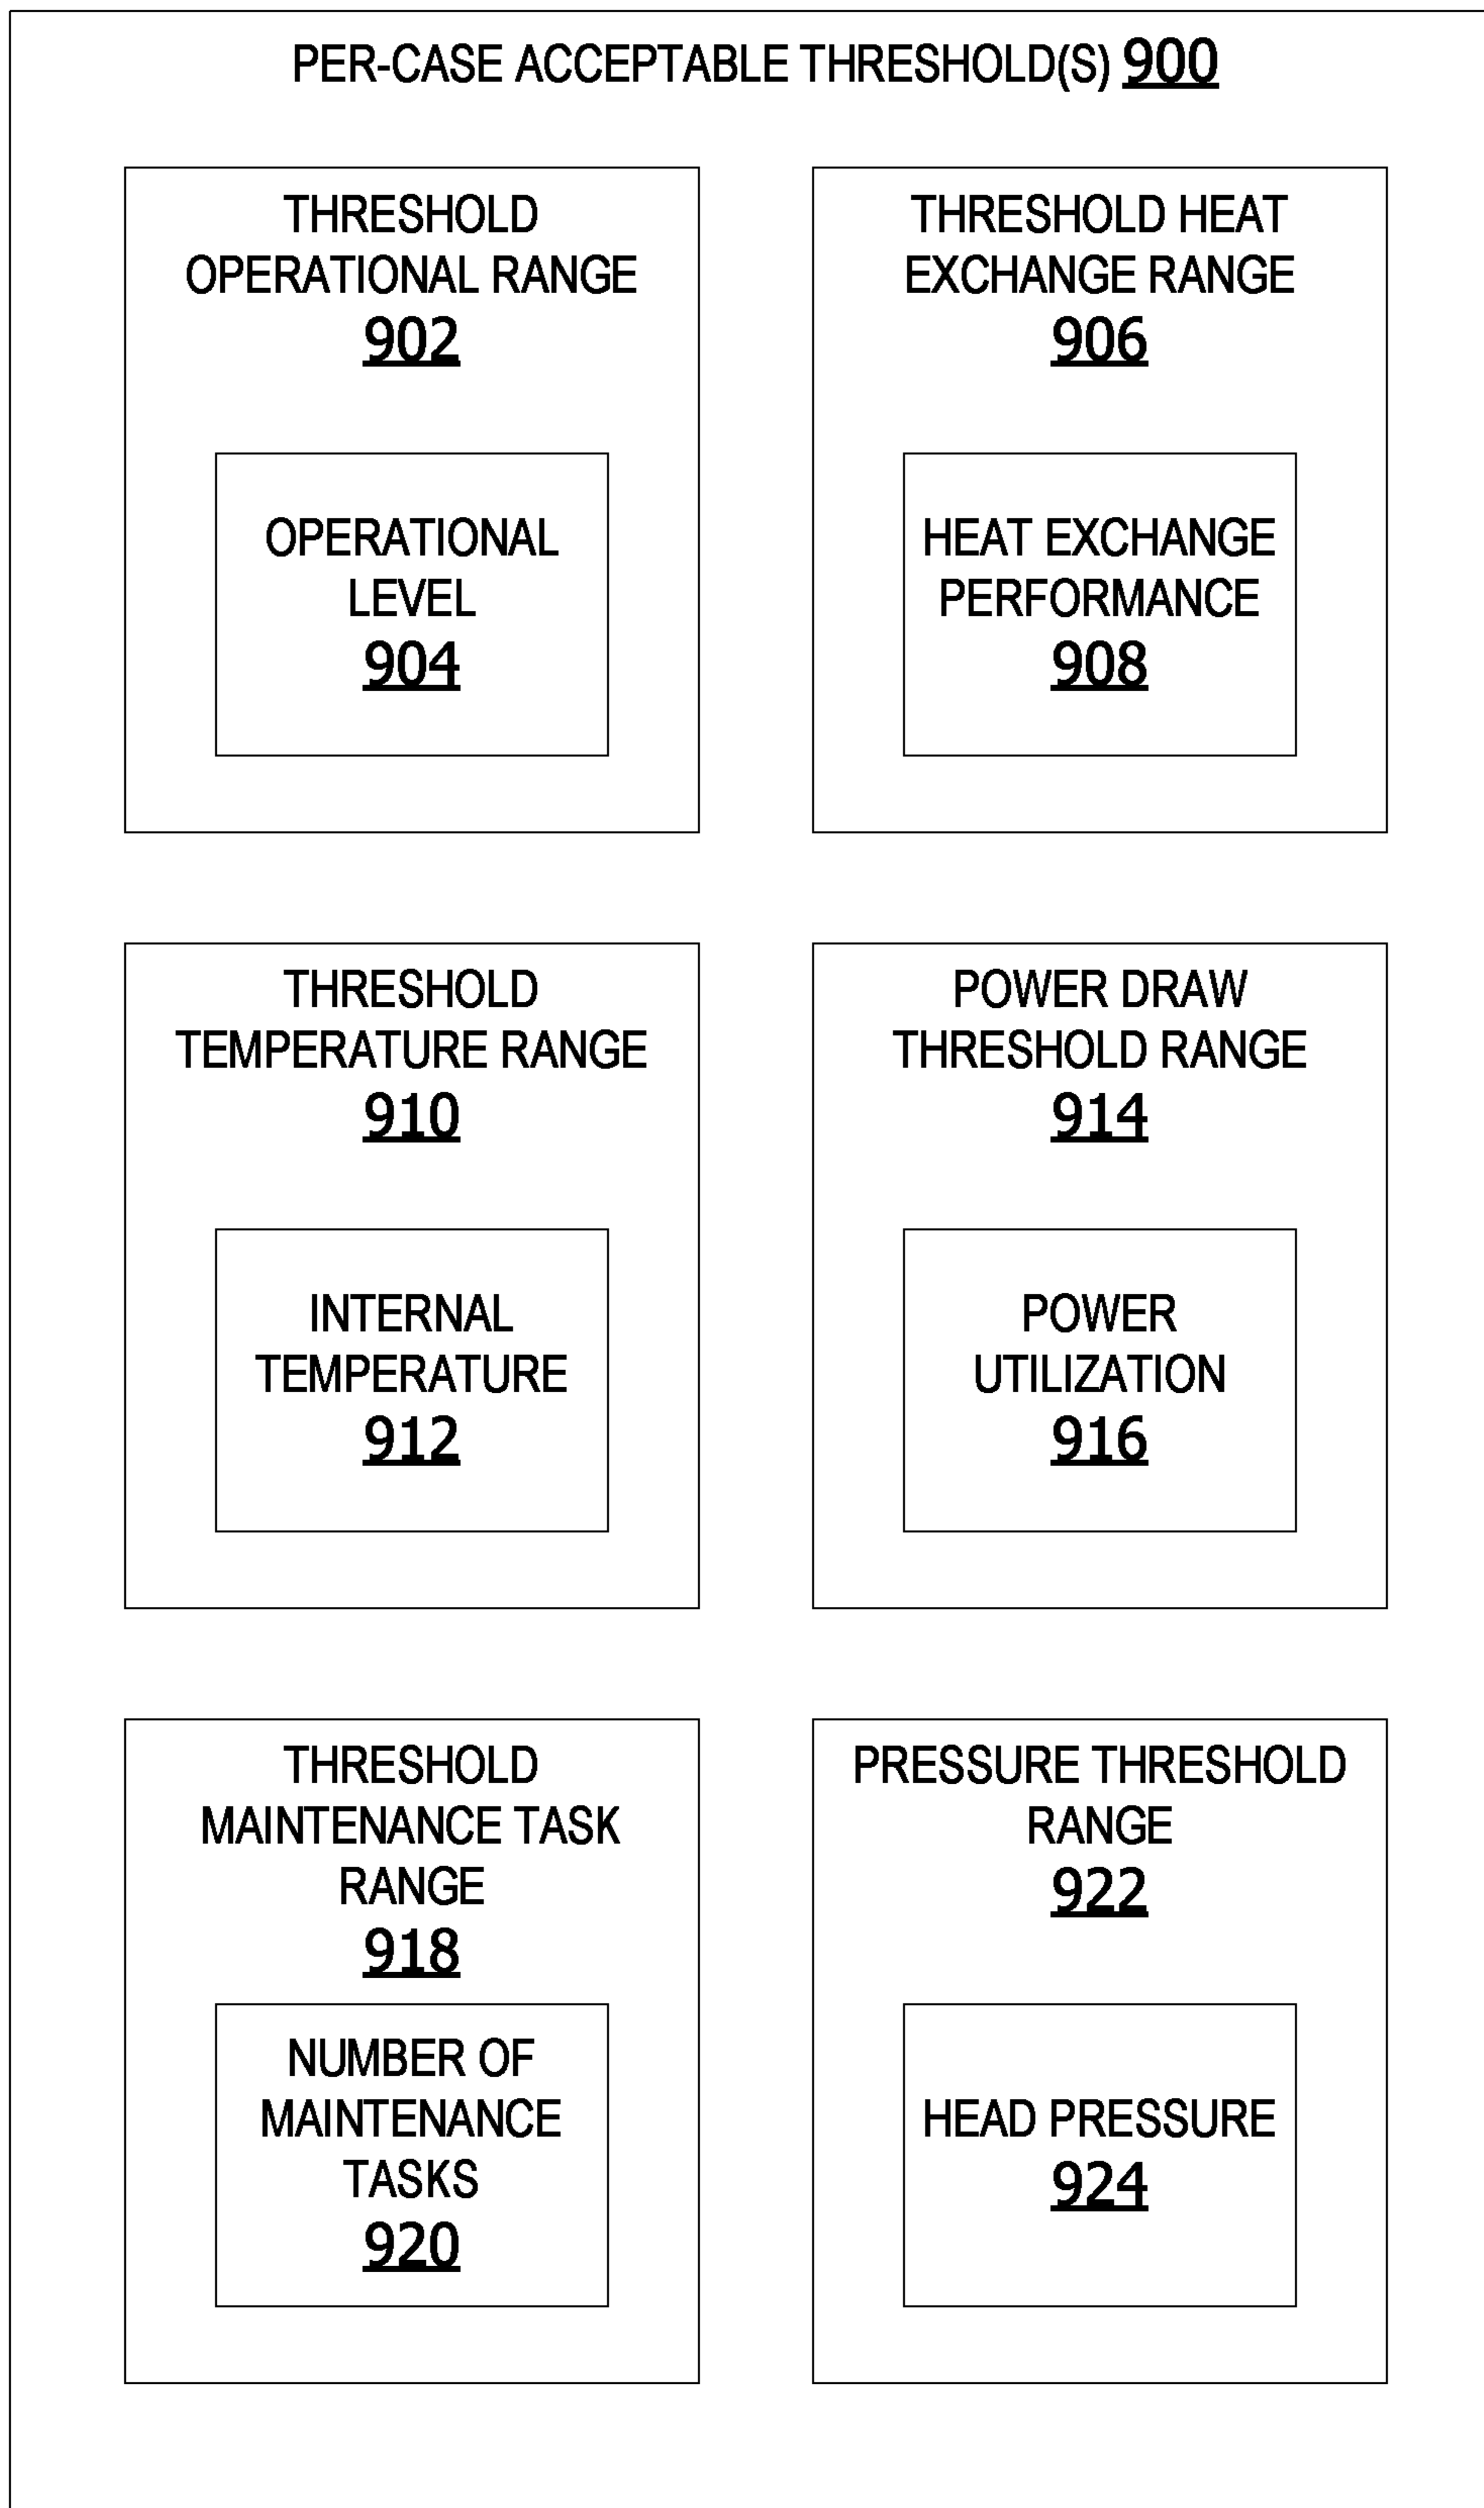 PER-CASE ACCEPTABLE THRESHOLD(S) 900
THRESHOLD
OPERATIONAL RANGE
902
OPERATIONAL
LEVEL
904
THRESHOLD HEAT
EXCHANGE RANGE
906
HEAT EXCHANGE
PERFORMANCE
908
THRESHOLD
TEMPERATURE RANGE
910
INTERNAL
TEMPERATURE
912
POWER DRAW
THRESHOLD RANGE
914
POWER
UTILIZATION
916
THRESHOLD
MAINTENANCE TASK
RANGE
918
NUMBER OF
MAINTENANCE
TASKS
920
PRESSURE THRESHOLD
RANGE
922
HEAD PRESSURE
924